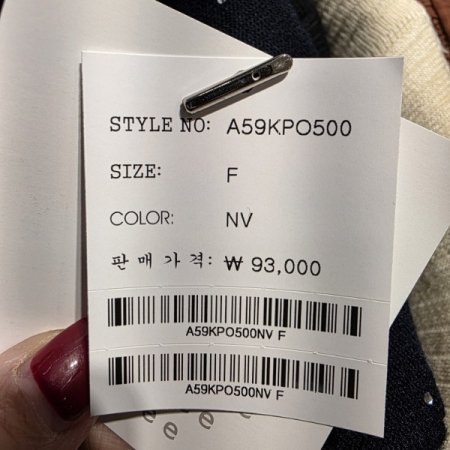 STYLE NO: A59KPO500
SIZE: F
COLOR: NV
판매가격: ₩ 93,000
A59KPO500NV F
A59KPO500NV F